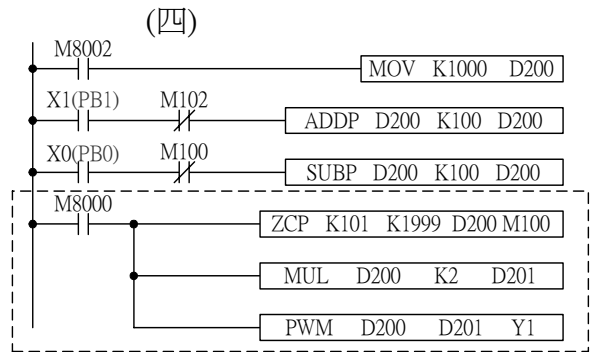 (四)
M8002
MOV K1000 D200
X1(PB1) M102
ADDP D200 K100 D200
X0(PB0) M100
SUBP D200 K100 D200
M8000
ZCP K101 K1999 D200 M100
MUL D200 K2 D201
PWM D200 D201 Y1